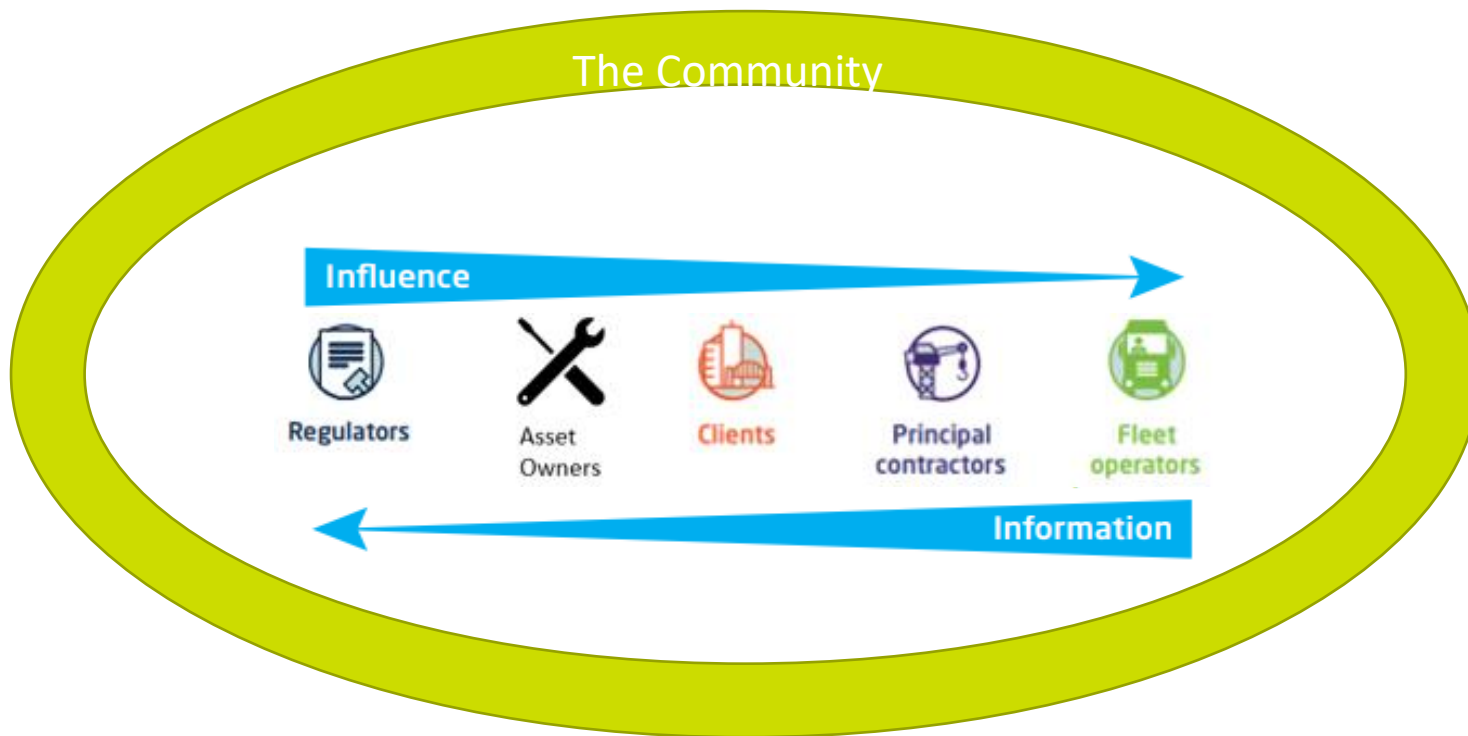 The Community
Influence
Regulators
Asset
Owners
Clients
Principal
contractors
Fleet
operators
Information